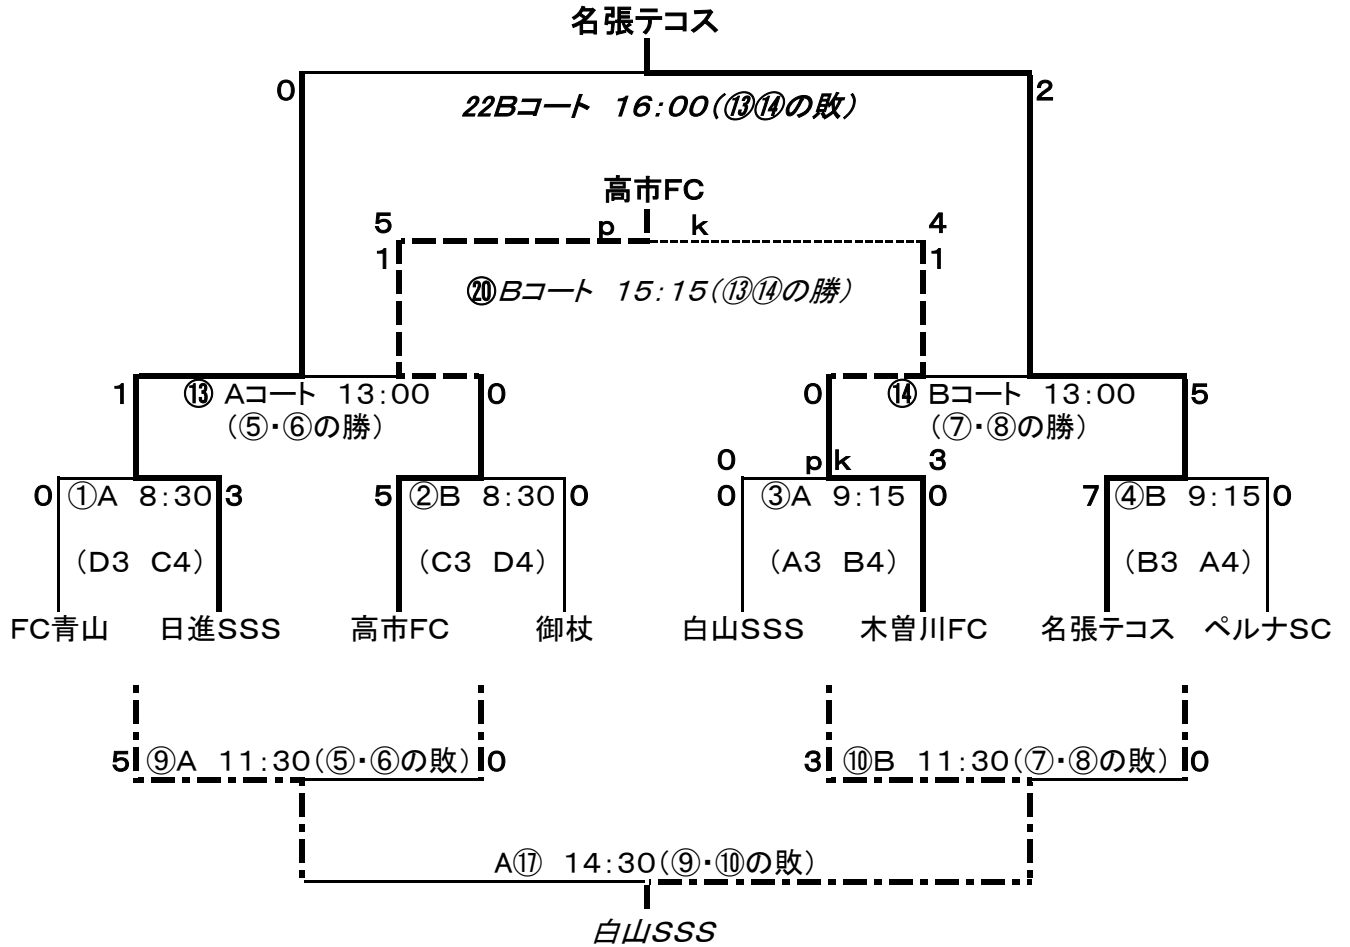 名張テコス
0 2
22Bコート 16:00(⑬⑭の敗)
高市FC
5 p k 4
1 1
⑳Bコート 15:15(⑬⑭の勝)
1 ⑬ Aコート 13:00 0 0 ⑭ Bコート 13:00 5
(⑤・⑥の勝) (⑦・⑧の勝)
0 pk 3
0 ①A 8:30 3 5 ②B 8:30 0 0 ③A 9:15 0 7 ④B 9:15 0
(D3 C4) (C3 D4) (A3 B4) (B3 A4)
FC青山 日進SSS 高市FC 御杖 白山SSS 木曽川FC 名張テコス ペルナSC
5 ⑨A 11:30(⑤・⑥の敗) 0 3 ⑩B 11:30(⑦・⑧の敗) 0
A⑰ 14:30(⑨・⑩の敗)
白山SSS